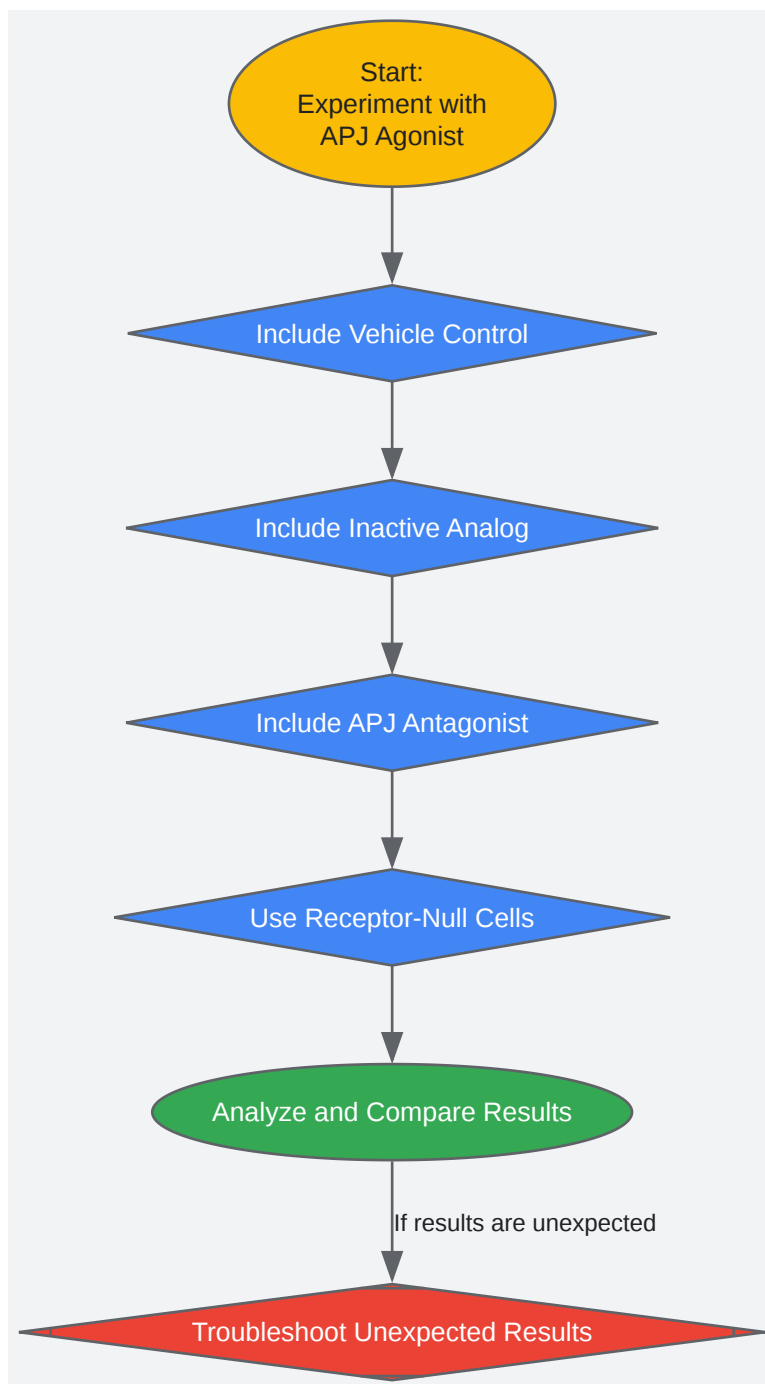 Start:
Experiment with
APJ Agonist
Include Vehicle Control
Include Inactive Analog
Include APJ Antagonist
Use Receptor-Null Cells
Analyze and Compare Results
If results are unexpected
Troubleshoot Unexpected Results